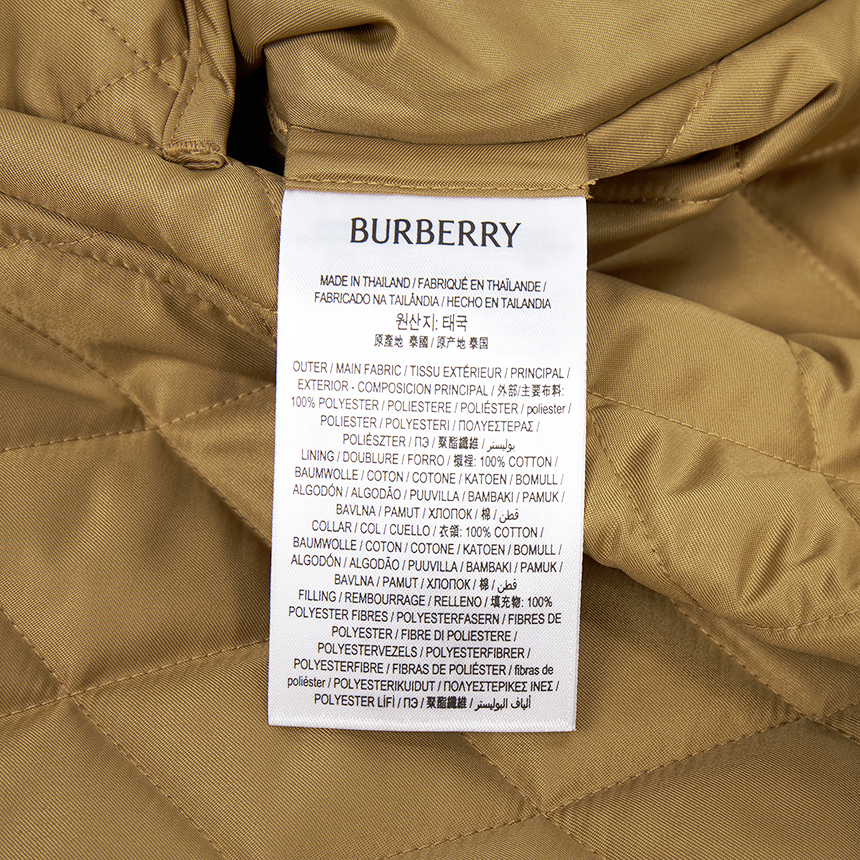 BURBERRY
MADE IN THAILAND / FABRIQUÉ EN THAÏLANDE /
FABRICADO NA TAILÂNDIA / HECHO EN TAILANDIA
원산지: 태국
原產地 泰國 / 原产地 泰国
OUTER / MAIN FABRIC / TISSU EXTÉRIEUR / PRINCIPAL /
EXTERIOR - COMPOSICION PRINCIPAL / 外部/主要布料:
100% POLYESTER / POLIESTERE / POLIÉSTER / poliester /
POLIESTER / POLYESTERI / ΠΟΛΥΕΣΤΕΡΑΣ /
POLIÉSZTER / ПЭ / 聚酯纖維 / بوليستر
LINING / DOUBLURE / FORRO / 襯裡: 100% COTTON /
BAUMWOLLE / COTON / COTONE / KATOEN / BOMULL /
ALGODÓN / ALGODÃO / PUUVILLA / BAMBAKI / PAMUK /
BAVLNA / PAMUT / ХЛОПОК / 棉 / قطن
COLLAR / COL / CUELLO / 衣領: 100% COTTON /
BAUMWOLLE / COTON / COTONE / KATOEN / BOMULL /
ALGODÓN / ALGODÃO / PUUVILLA / BAMBAKI / PAMUK /
BAVLNA / PAMUT / ХЛОПОК / 棉 / قطن
FILLING / REMBOURRAGE / RELLENO / 填充物: 100%
POLYESTER FIBRES / POLYESTERFASERN / FIBRES DE
POLYESTER / FIBRE DI POLIESTERE /
POLYESTERVEZELS / POLYESTERFIBRER /
POLYESTERFIBRE / FIBRAS DE POLIÉSTER / fibras de
poliéster / POLYESTERIKUIDUT / ΠΟΛΥΕΣΤΕΡΙΚΕΣ ΙΝΕΣ /
POLYESTER LİFİ / ПЭ / 聚酯纖維 / ألياف البوليستر